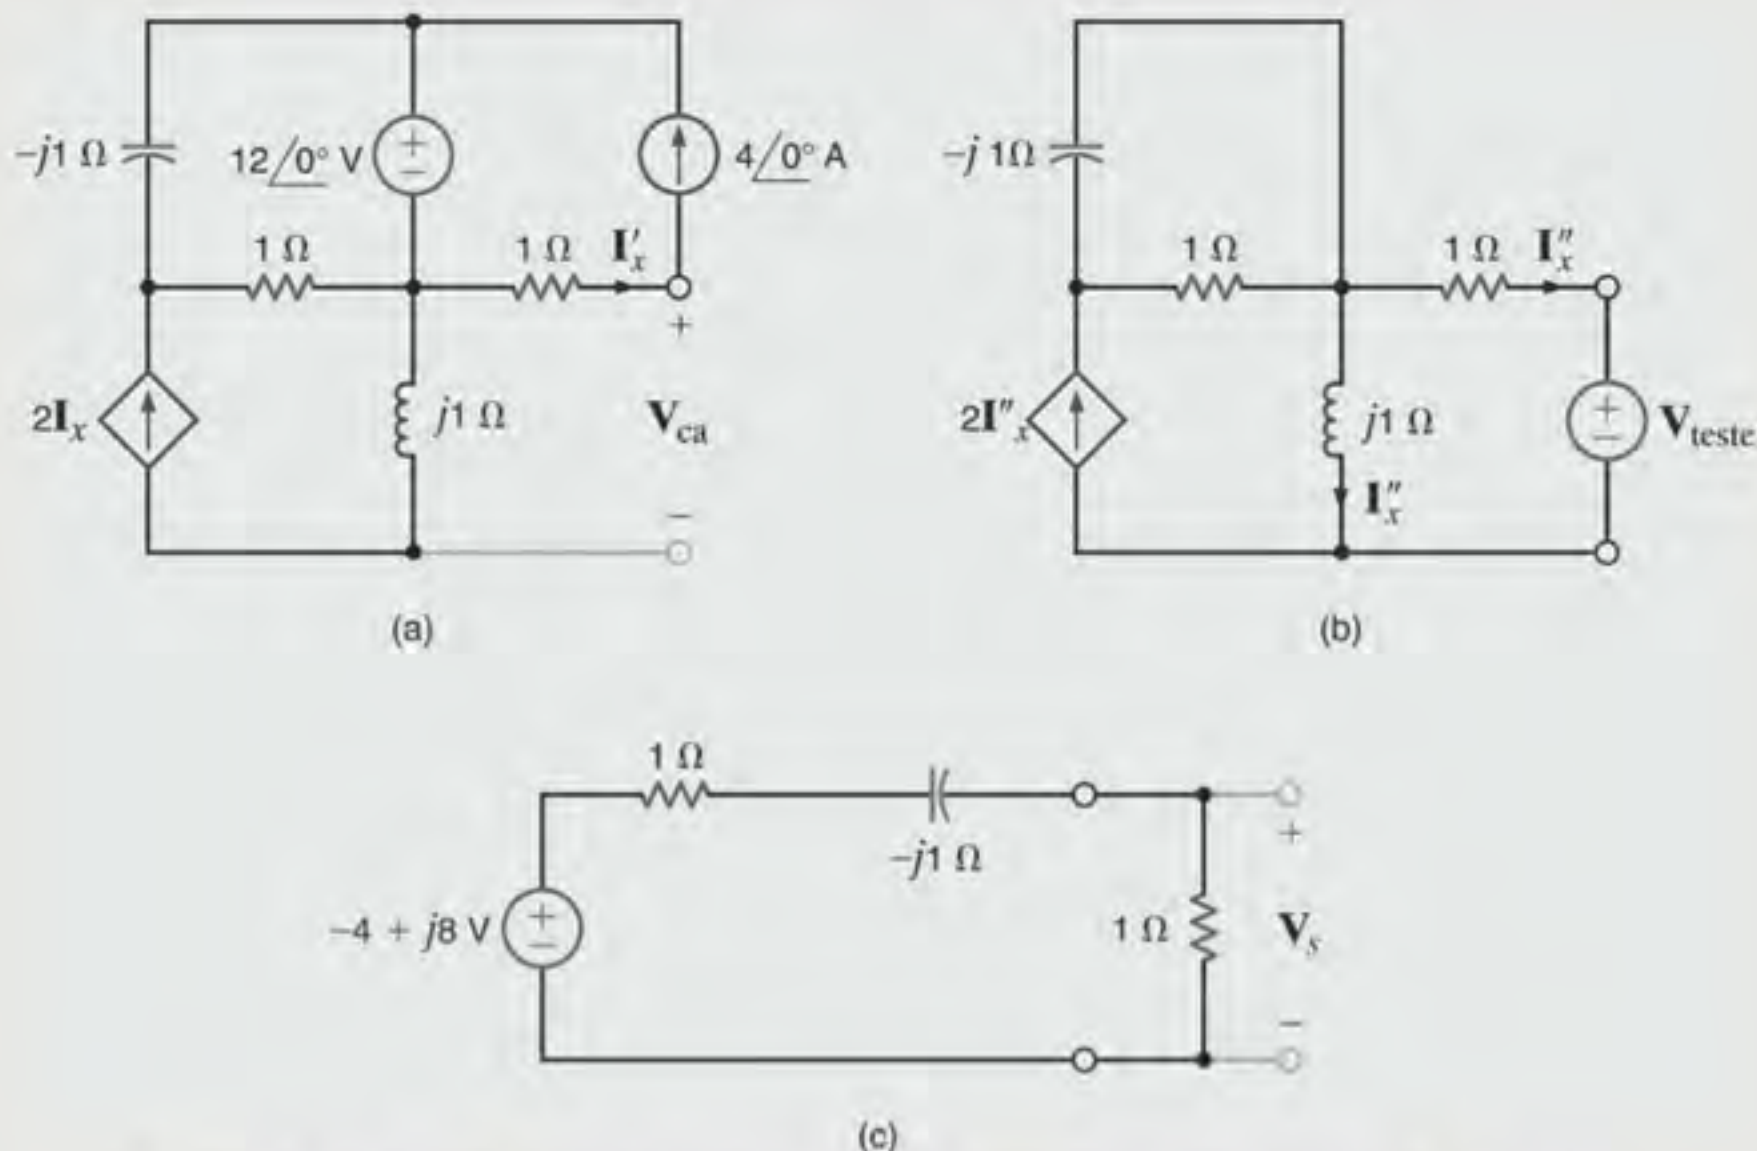 −j1 Ω
12/0° V
+
−
4/0° A
1 Ω
1 Ω
I′x
+
2Ix
j1 Ω
Vca
−
(a)
−j 1Ω
1 Ω
1 Ω
I″x
2I″x
j1 Ω
+
−
Vteste
I″x
(b)
1 Ω
−j1 Ω
+
−4 + j8 V
+
−
1 Ω
Vs
−
(c)